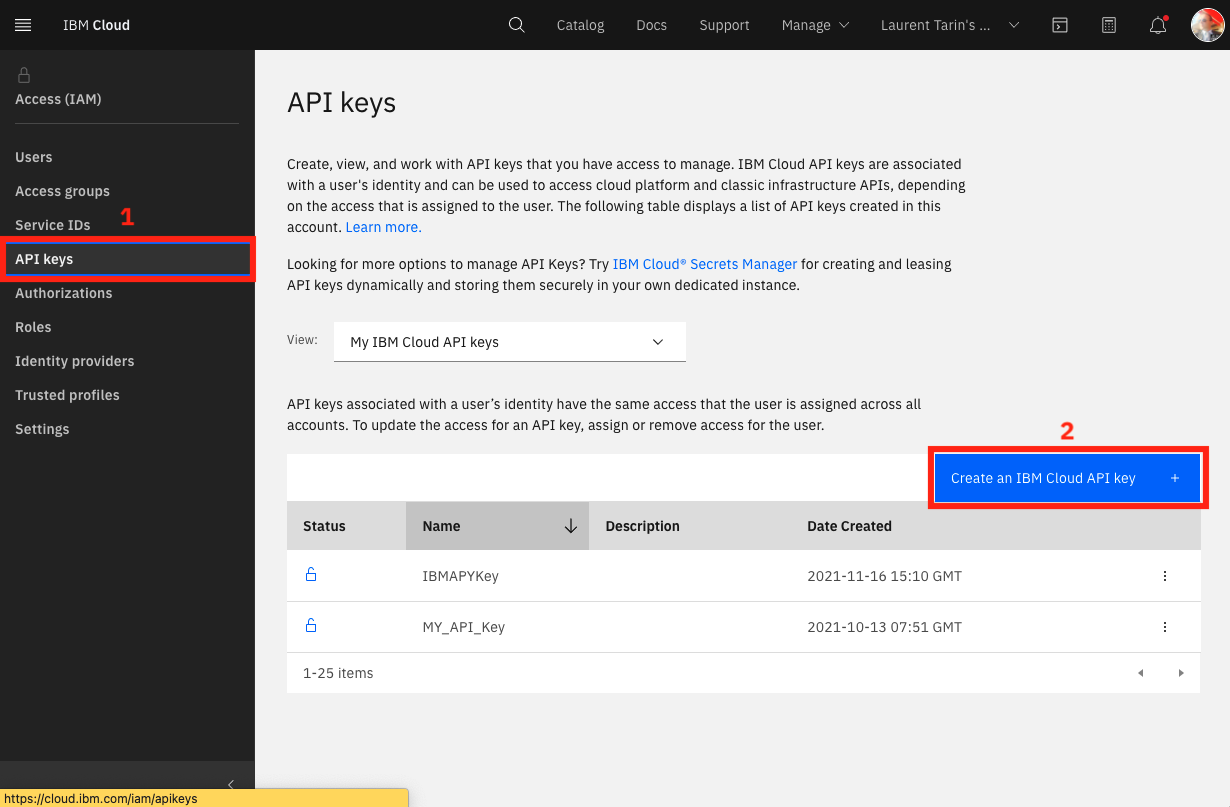 IBM Cloud
Catalog
Docs
Support
Manage
Laurent Tarin's ...
Access (IAM)
Users
Access groups
Service IDs
1
API keys
Authorizations
Roles
Identity providers
Trusted profiles
Settings
API keys
Create, view, and work with API keys that you have access to manage. IBM Cloud API keys are associated
with a user's identity and can be used to access cloud platform and classic infrastructure APIs, depending
on the access that is assigned to the user. The following table displays a list of API keys created in this
account. Learn more.
Looking for more options to manage API Keys? Try IBM Cloud® Secrets Manager for creating and leasing
API keys dynamically and storing them securely in your own dedicated instance.
View:
My IBM Cloud API keys
API keys associated with a user’s identity have the same access that the user is assigned across all
accounts. To update the access for an API key, assign or remove access for the user.
2
Create an IBM Cloud API key +
Status Name Description Date Created
IBMAPYKey 2021-11-16 15:10 GMT
MY_API_Key 2021-10-13 07:51 GMT
1-25 items
https://cloud.ibm.com/iam/apikeys